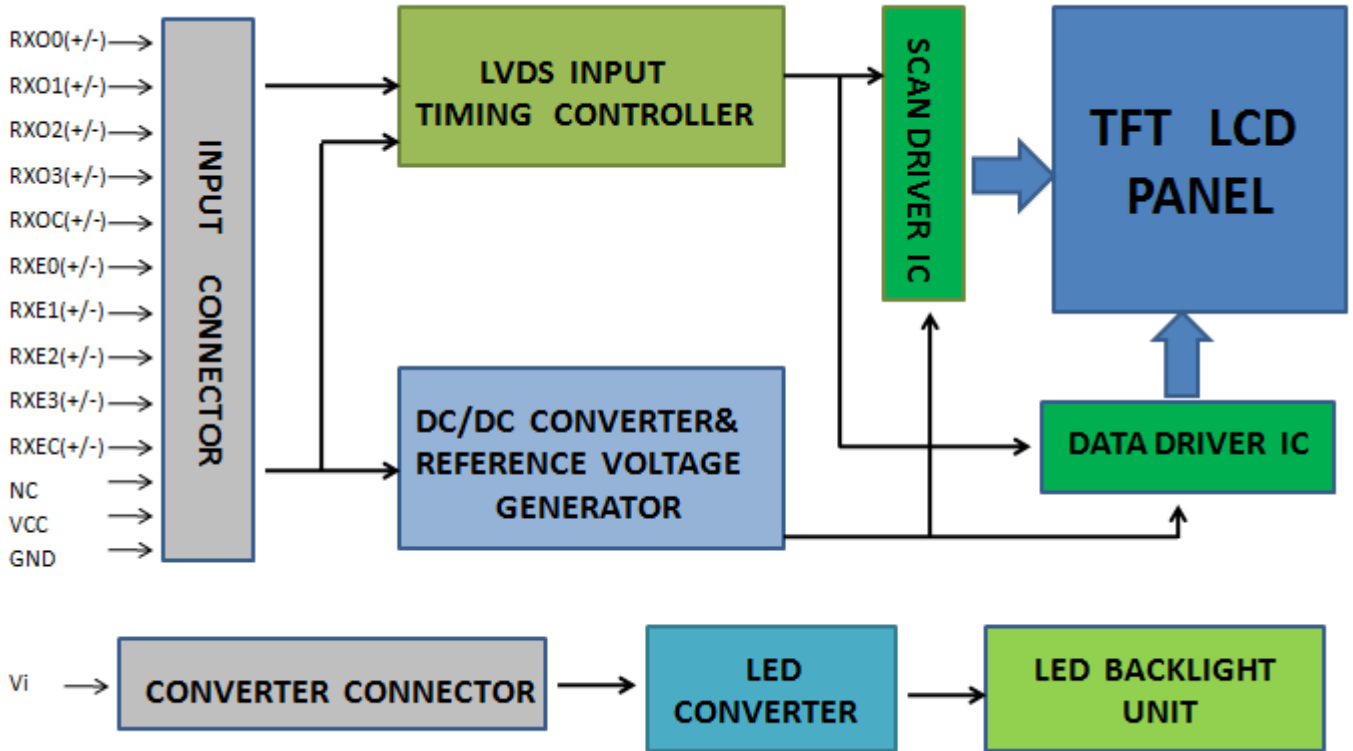 RXO0(+/-)
RXO1(+/-)
RXO2(+/-)
RXO3(+/-)
RXOC(+/-)
RXE0(+/-)
RXE1(+/-)
RXE2(+/-)
RXE3(+/-)
RXEC(+/-)
NC
VCC
GND
INPUT CONNECTOR
LVDS INPUT
TIMING CONTROLLER
DC/DC CONVERTER&
REFERENCE VOLTAGE
GENERATOR
SCAN DRIVER IC
TFT LCD
PANEL
DATA DRIVER IC
Vi
CONVERTER CONNECTOR
LED
CONVERTER
LED BACKLIGHT
UNIT